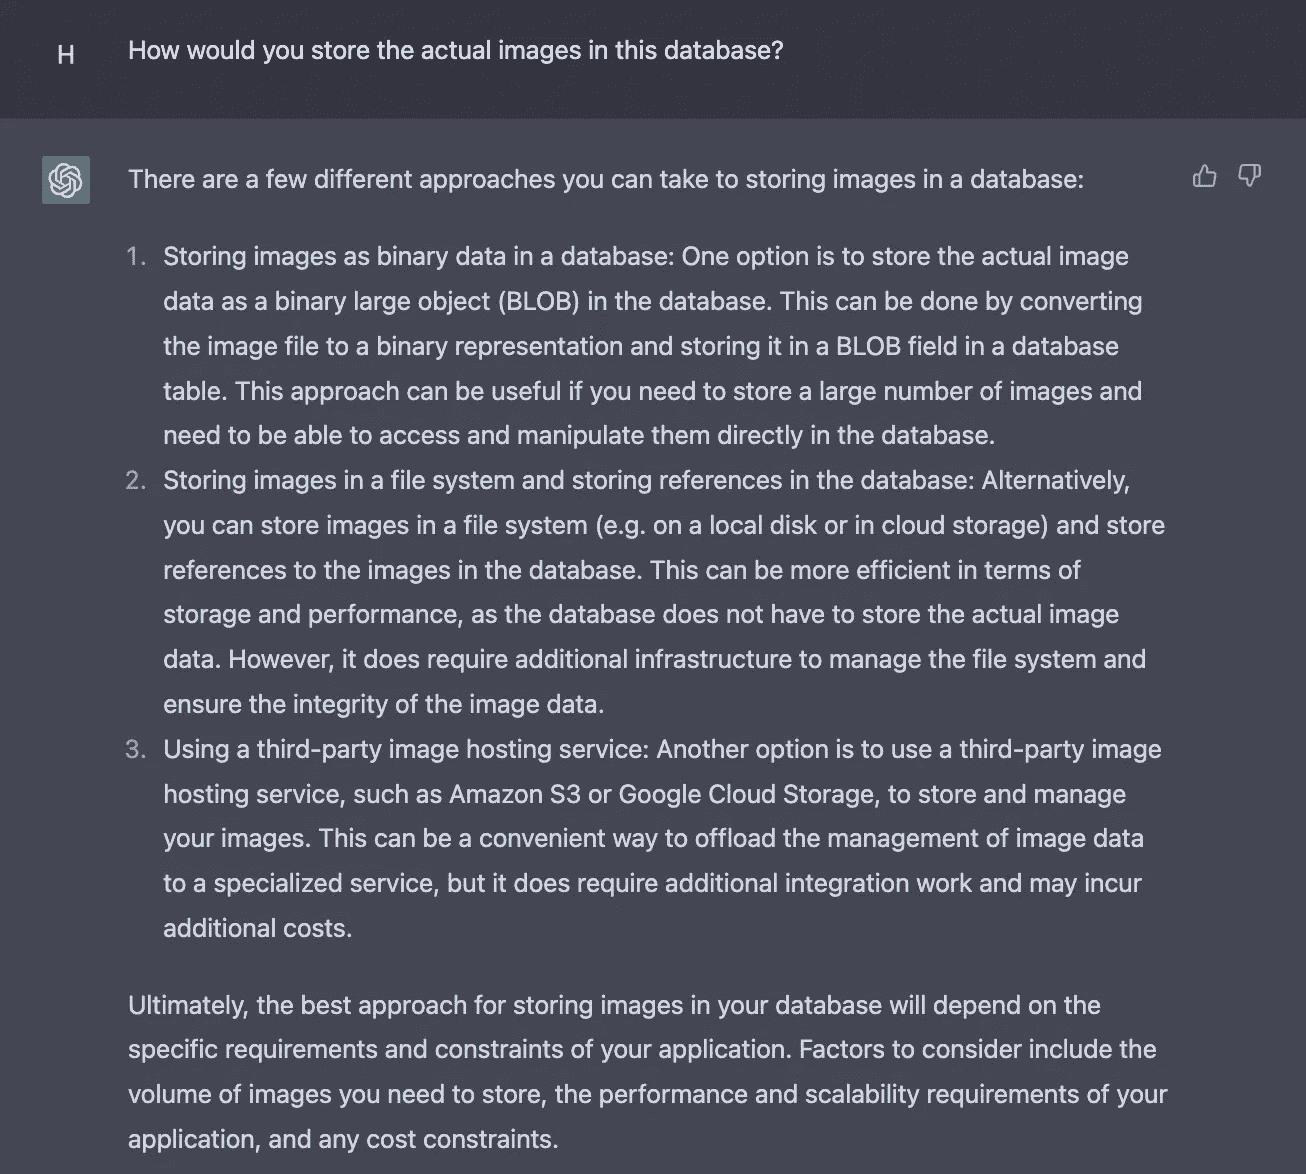 H
How would you store the actual images in this database?
There are a few different approaches you can take to storing images in a database:
1. Storing images as binary data in a database: One option is to store the actual image
data as a binary large object (BLOB) in the database. This can be done by converting
the image file to a binary representation and storing it in a BLOB field in a database
table. This approach can be useful if you need to store a large number of images and
need to be able to access and manipulate them directly in the database.
2. Storing images in a file system and storing references in the database: Alternatively,
you can store images in a file system (e.g. on a local disk or in cloud storage) and store
references to the images in the database. This can be more efficient in terms of
storage and performance, as the database does not have to store the actual image
data. However, it does require additional infrastructure to manage the file system and
ensure the integrity of the image data.
3. Using a third-party image hosting service: Another option is to use a third-party image
hosting service, such as Amazon S3 or Google Cloud Storage, to store and manage
your images. This can be a convenient way to offload the management of image data
to a specialized service, but it does require additional integration work and may incur
additional costs.
Ultimately, the best approach for storing images in your database will depend on the
specific requirements and constraints of your application. Factors to consider include the
volume of images you need to store, the performance and scalability requirements of your
application, and any cost constraints.